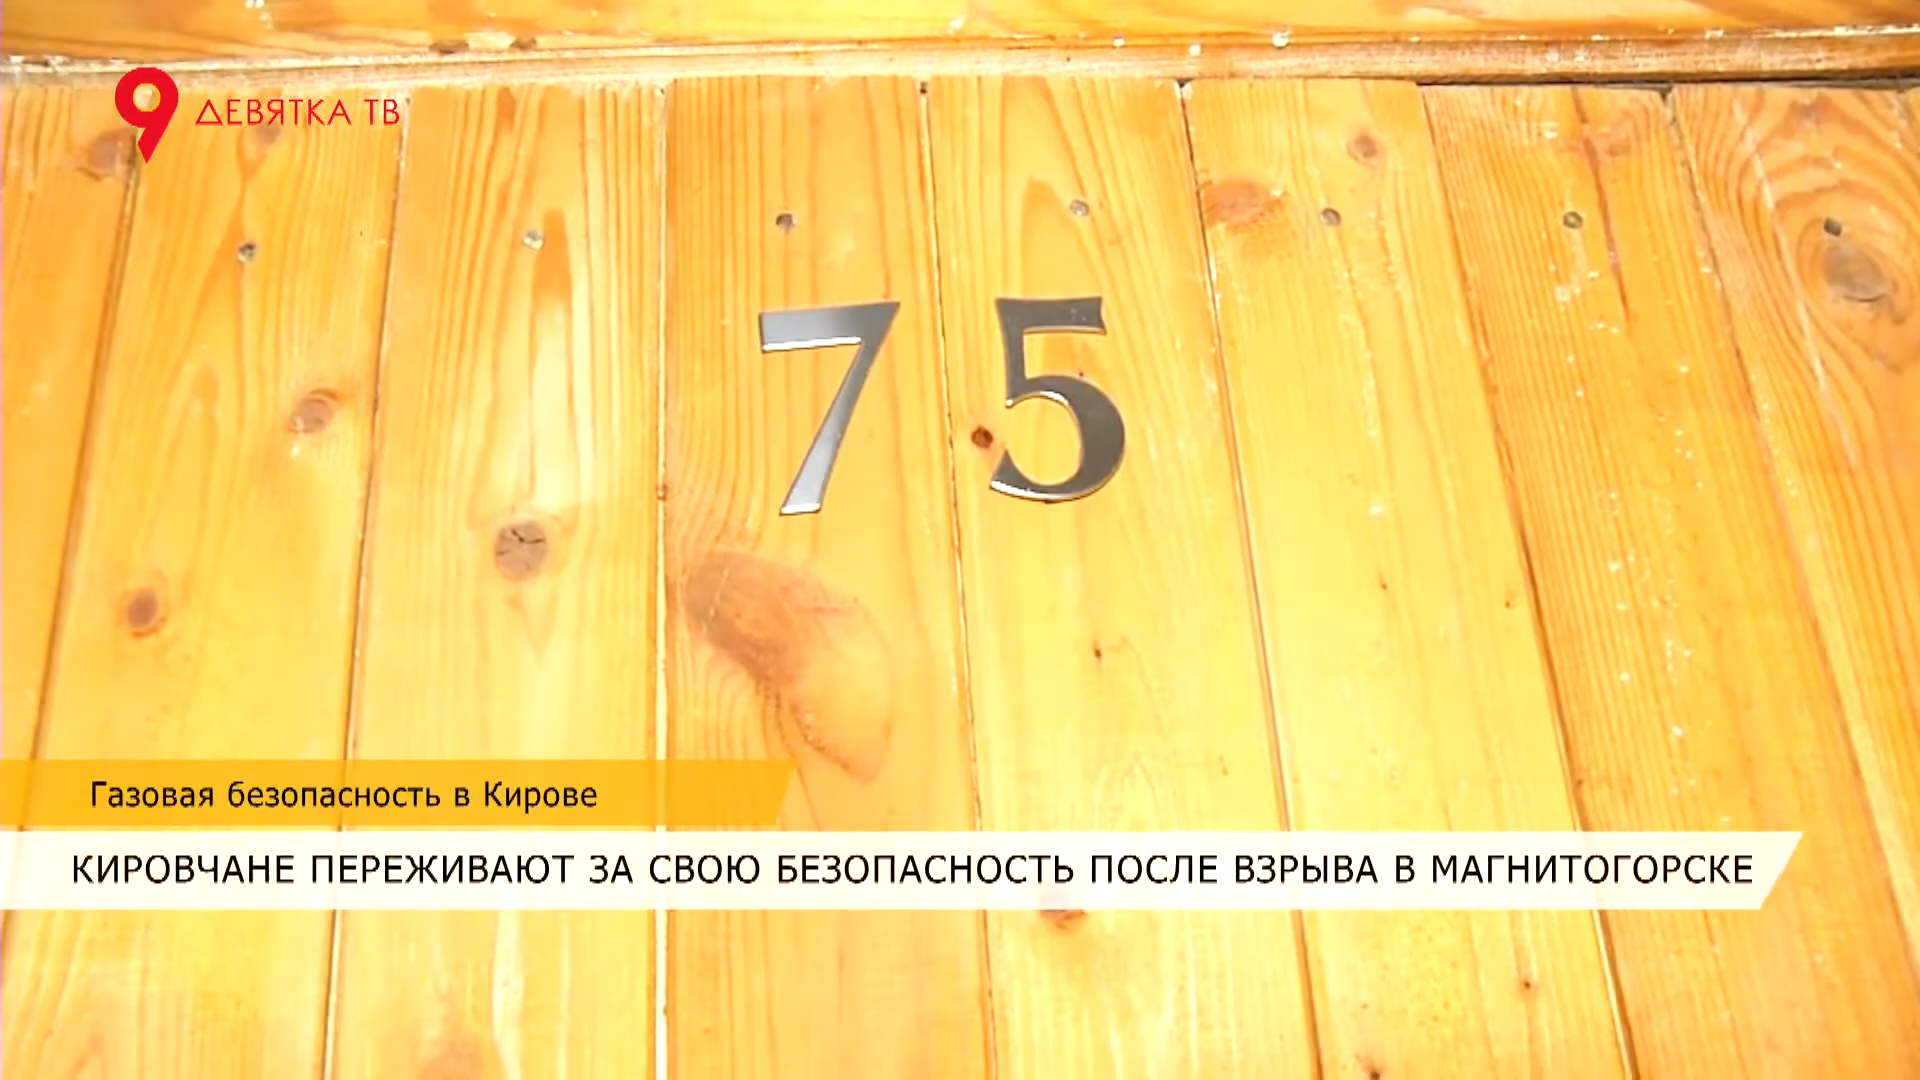 9 ДЕВЯТКА ТВ
75
Газовая безопасность в Кирове
КИРОВЧАНЕ ПЕРЕЖИВАЮТ ЗА СВОЮ БЕЗОПАСНОСТЬ ПОСЛЕ ВЗРЫВА В МАГНИТОГОРСКЕ